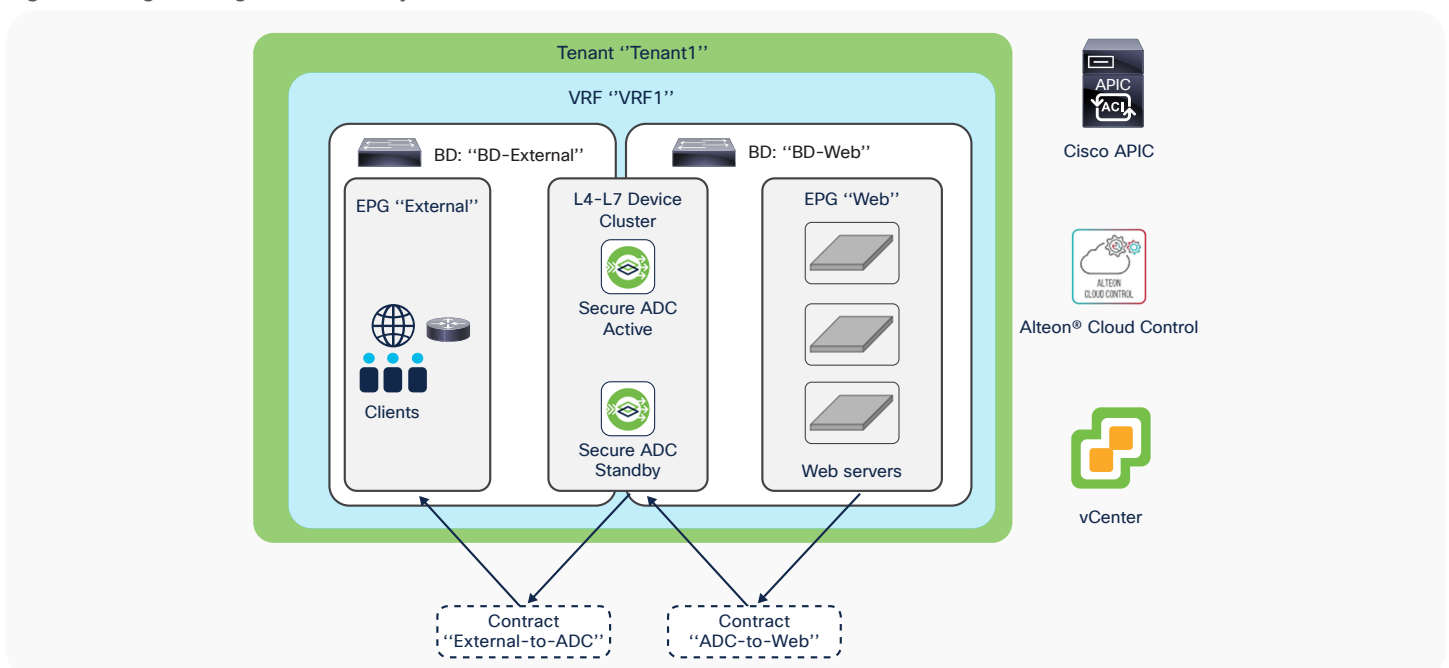 Tenant ‘‘Tenant1’’
VRF ‘‘VRF1’’
BD: ‘‘BD-External’’
BD: ‘‘BD-Web’’
EPG ‘‘External’’
Clients
L4-L7 Device
Cluster
Secure ADC
Active
Secure ADC
Standby
EPG ‘‘Web’’
Web servers
Contract
‘‘External-to-ADC’’
Contract
‘‘ADC-to-Web’’
APIC
ACI
Cisco APIC
ALTEON
CLOUD CONTROL
Alteon® Cloud Control
vCenter